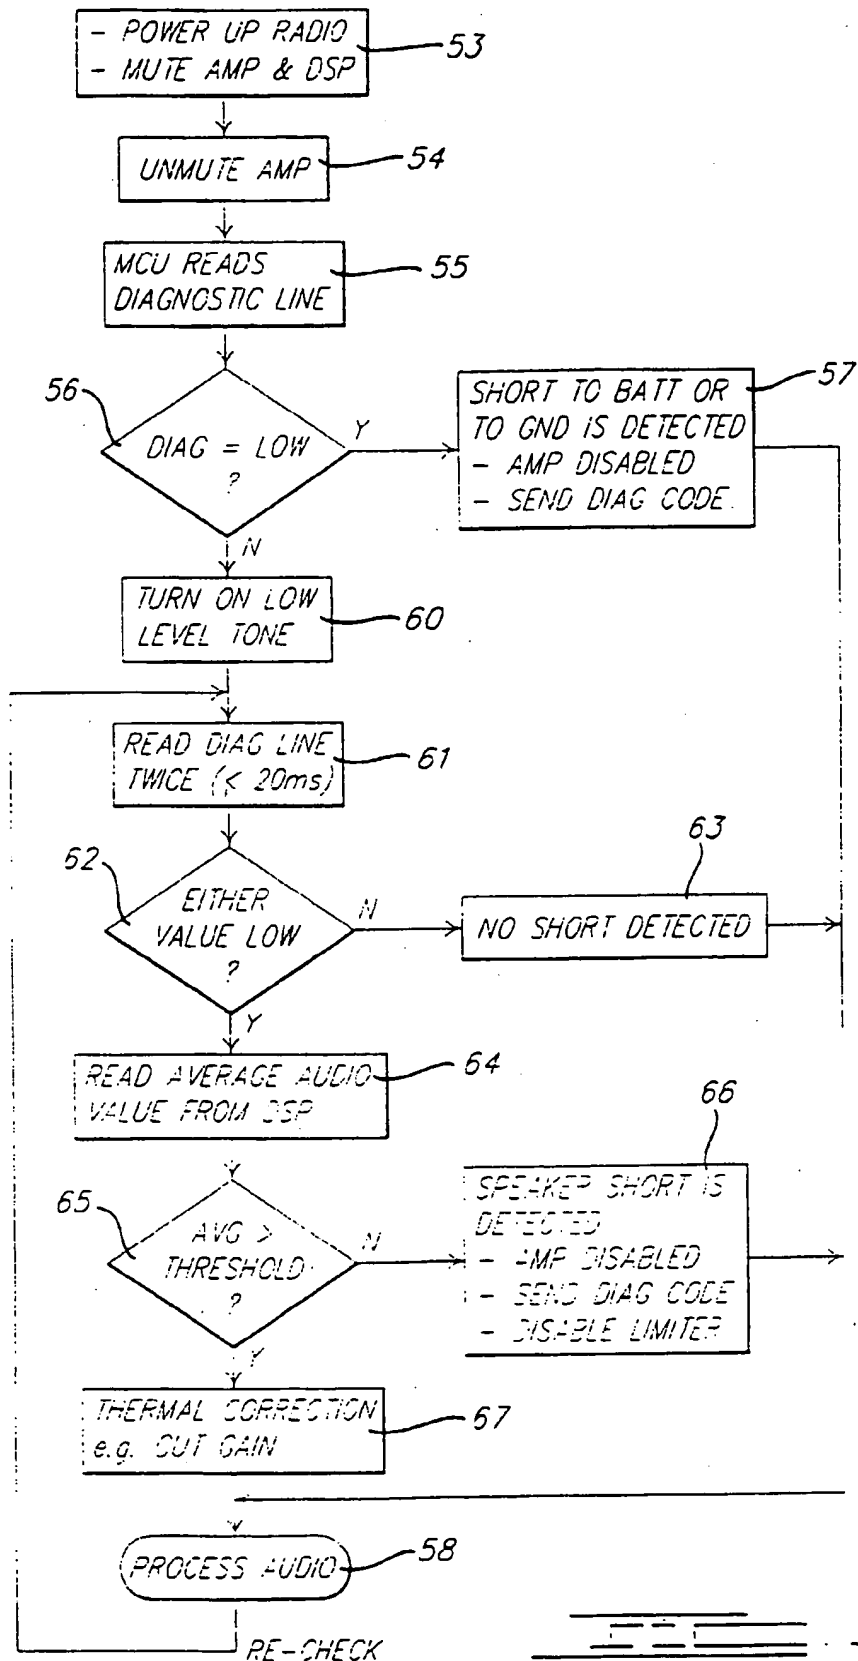 - POWER UP RADIO
- MUTE AMP & DSP
53
UNMUTE AMP
54
MCU READS
DIAGNOSTIC LINE
55
56
DIAG = LOW
?
Y
N
SHORT TO BATT OR
TO GND IS DETECTED
- AMP DISABLED
- SEND DIAG CODE.
57
TURN ON LOW
LEVEL TONE
60
READ DIAG LINE
TWICE (< 20ms)
61
62
EITHER
VALUE LOW
?
N
Y
63
NO SHORT DETECTED
READ AVERAGE AUDIO
VALUE FROM DSP
64
65
AVG >
THRESHOLD
?
N
Y
66
SPEAKER SHORT IS
DETECTED
- AMP DISABLED
- SEND DIAG CODE
- DISABLE LIMITER
THERMAL CORRECTION
e.g. CUT GAIN
67
PROCESS AUDIO
58
RE-CHECK